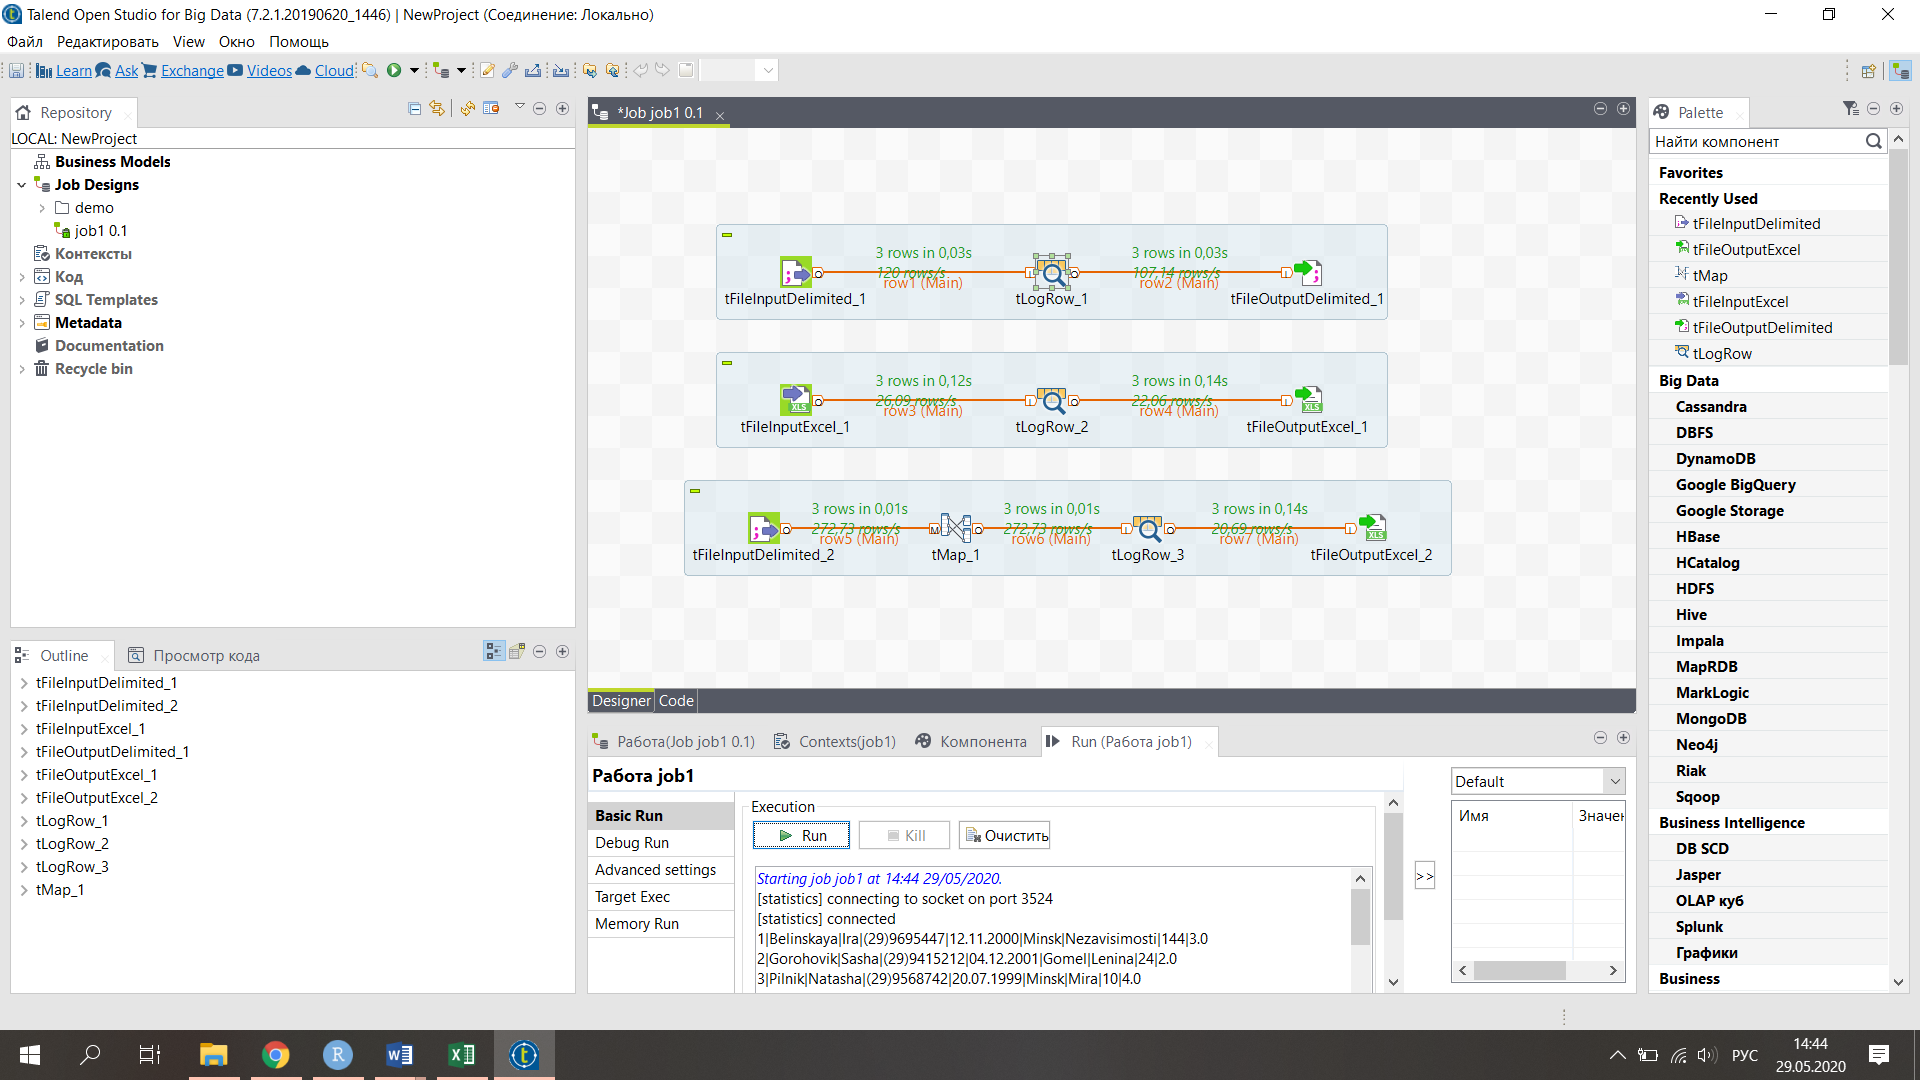 Talend Open Studio for Big Data (7.2.1.20190620_1446) | NewProject (Соединение: Локально)
Файл Редактировать View Окно Помощь
Learn Ask Exchange Videos Cloud
Repository
LOCAL: NewProject
Business Models
Job Designs
demo
job1 0.1
Контексты
Код
SQL Templates
Metadata
Documentation
Recycle bin
Outline Просмотр кода
tFileInputDelimited_1
tFileInputDelimited_2
tFileInputExcel_1
tFileOutputDelimited_1
tFileOutputExcel_1
tFileOutputExcel_2
tLogRow_1
tLogRow_2
tLogRow_3
tMap_1
*Job job1 0.1
3 rows in 0,03s 3 rows in 0,03s
120 rows/s 107,14 rows/s
row1 (Main) row2 (Main)
tFileInputDelimited_1 tLogRow_1 tFileOutputDelimited_1
3 rows in 0,12s 3 rows in 0,14s
26,09 rows/s 22,06 rows/s
row3 (Main) row4 (Main)
XLS XLS
tFileInputExcel_1 tLogRow_2 tFileOutputExcel_1
3 rows in 0,01s 3 rows in 0,01s 3 rows in 0,14s
272,73 rows/s 272,73 rows/s 20,69 rows/s
row5 (Main) row6 (Main) row7 (Main)
XLS
tFileInputDelimited_2 tMap_1 tLogRow_3 tFileOutputExcel_2
Designer Code
Работа(Job job1 0.1) Contexts(job1) Компонента Run (Работа job1)
Работа job1
Basic Run
Debug Run
Advanced settings
Target Exec
Memory Run
Execution
Run Kill Очистить
Starting job job1 at 14:44 29/05/2020.
[statistics] connecting to socket on port 3524
[statistics] connected
1|Belinskaya|Ira|(29)9695447|12.11.2000|Minsk|Nezavisimosti|144|3.0
2|Gorohovik|Sasha|(29)9415212|04.12.2001|Gomel|Lenina|24|2.0
3|Pilnik|Natasha|(29)9568742|20.07.1999|Minsk|Mira|10|4.0
>>
Default
Имя Значен
Palette
Найти компонент
Favorites
Recently Used
tFileInputDelimited
tFileOutputExcel
tMap
tFileInputExcel
tFileOutputDelimited
tLogRow
Big Data
Cassandra
DBFS
DynamoDB
Google BigQuery
Google Storage
HBase
HCatalog
HDFS
Hive
Impala
MapRDB
MarkLogic
MongoDB
Neo4j
Riak
Sqoop
Business Intelligence
DB SCD
Jasper
OLAP куб
Splunk
Графики
Business
РУС
14:44
29.05.2020